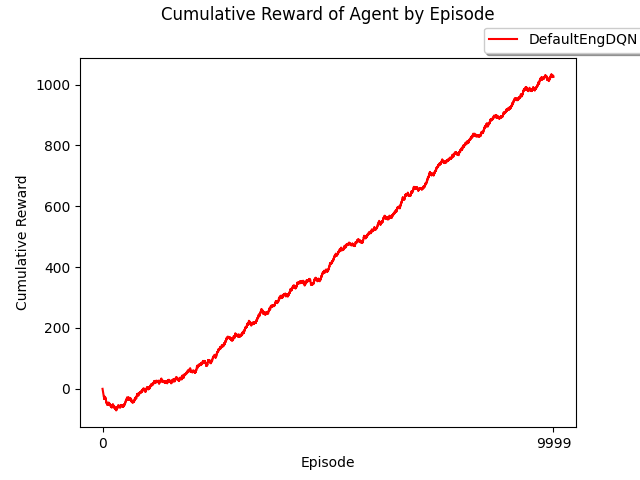 Cumulative Reward of Agent by Episode
DefaultEngDQN
1000
800
600
400
200
0
Cumulative Reward
0
9999
Episode